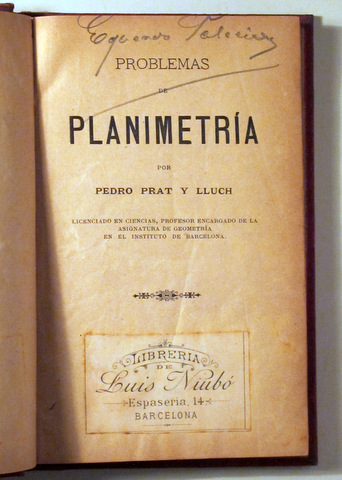 PROBLEMAS
DE
PLANIMETRÍA
POR
PEDRO PRAT Y LLUCH
LICENCIADO EN CIENCIAS, PROFESOR ENCARGADO DE LA
ASIGNATURA DE GEOMETRÍA
EN EL INSTITUTO DE BARCELONA.
LIBRERIA
DE
Luis Niubó
Espaseria, 14
BARCELONA